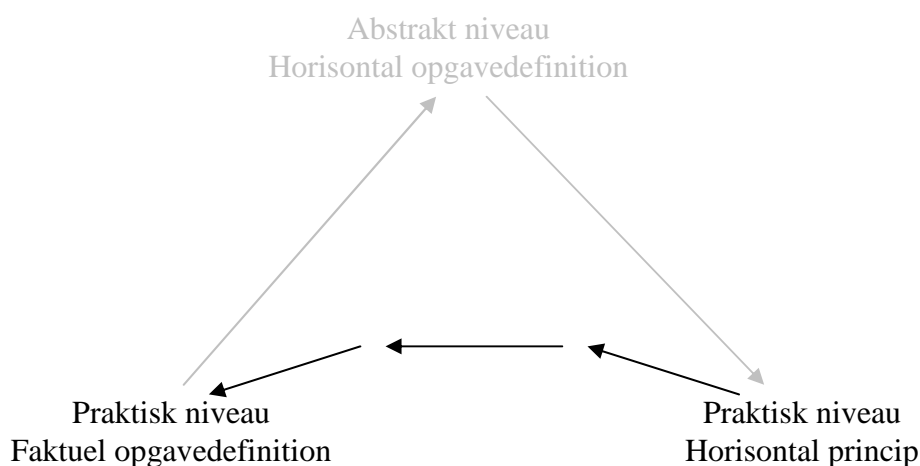 Abstrakt niveau
Horisontal opgavedefinition
Praktisk niveau
Faktuel opgavedefinition
Praktisk niveau
Horisontal princip